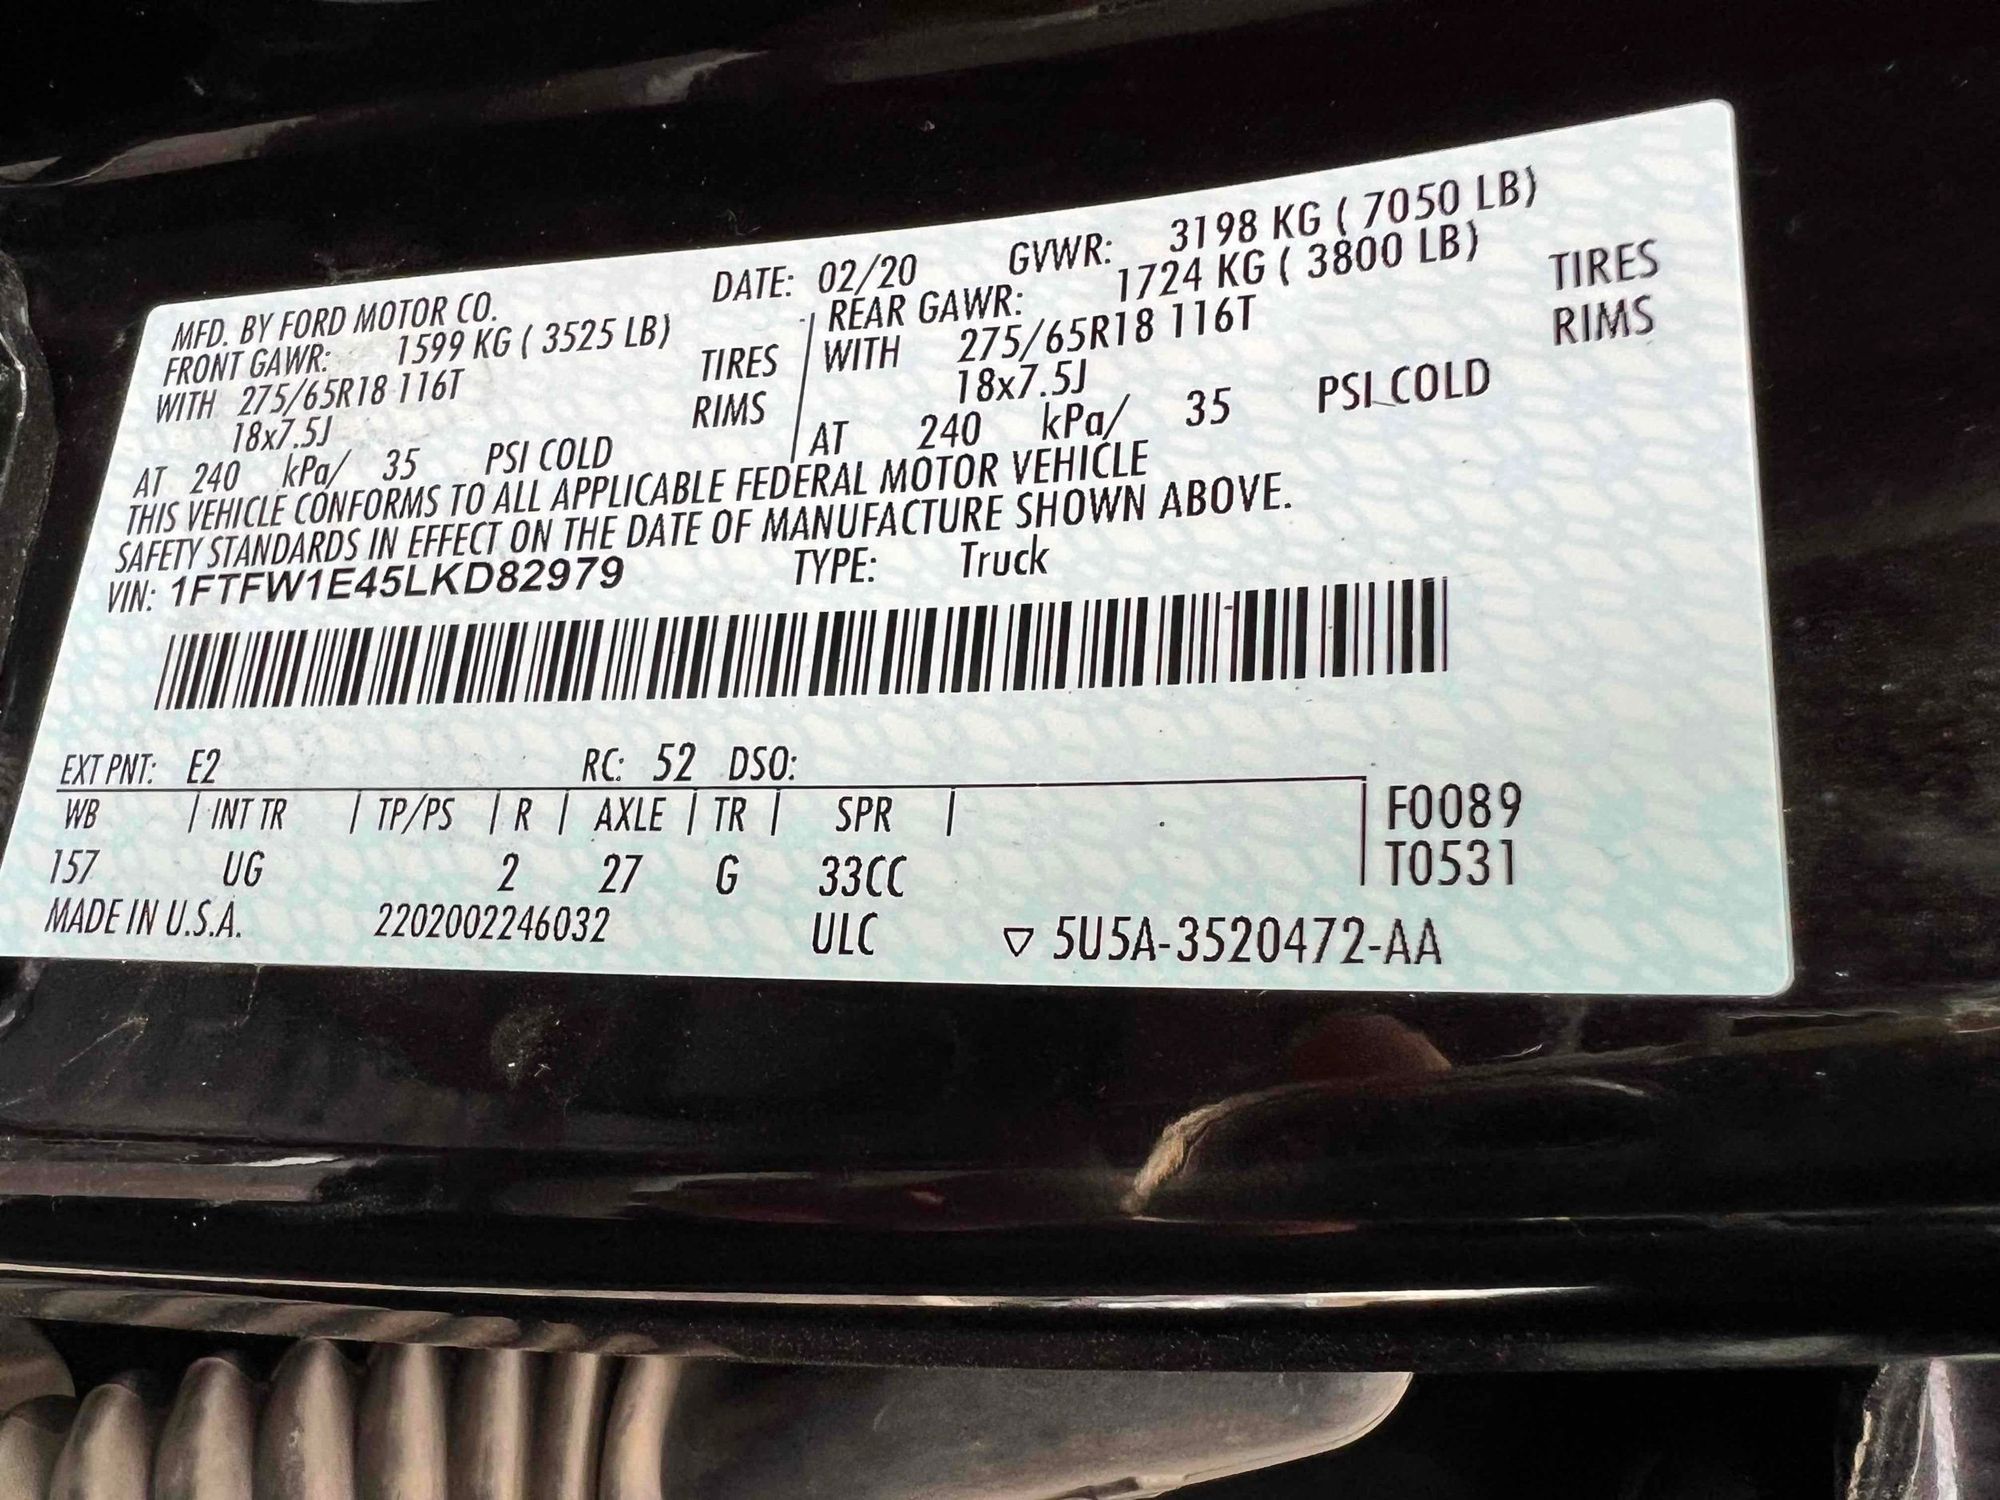 MFD. BY FORD MOTOR CO. DATE: 02/20 GVWR: 3198 KG ( 7050 LB)
FRONT GAWR: 1599 KG ( 3525 LB) REAR GAWR: 1724 KG ( 3800 LB)
WITH 275/65R18 116T TIRES WITH 275/65R18 116T TIRES
18x7.5J RIMS 18x7.5J RIMS
AT 240 kPa/ 35 PSI COLD AT 240 kPa/ 35 PSI COLD
THIS VEHICLE CONFORMS TO ALL APPLICABLE FEDERAL MOTOR VEHICLE
SAFETY STANDARDS IN EFFECT ON THE DATE OF MANUFACTURE SHOWN ABOVE.
VIN: 1FTFW1E45LKD82979 TYPE: Truck
EXT PNT: E2 RC: 52 DSO:
WB | INT TR | TP/PS | R | AXLE | TR | SPR | F0089
157 UG 2 27 G 33CC T0531
MADE IN U.S.A. 2202002246032 ULC ▽ 5U5A-3520472-AA